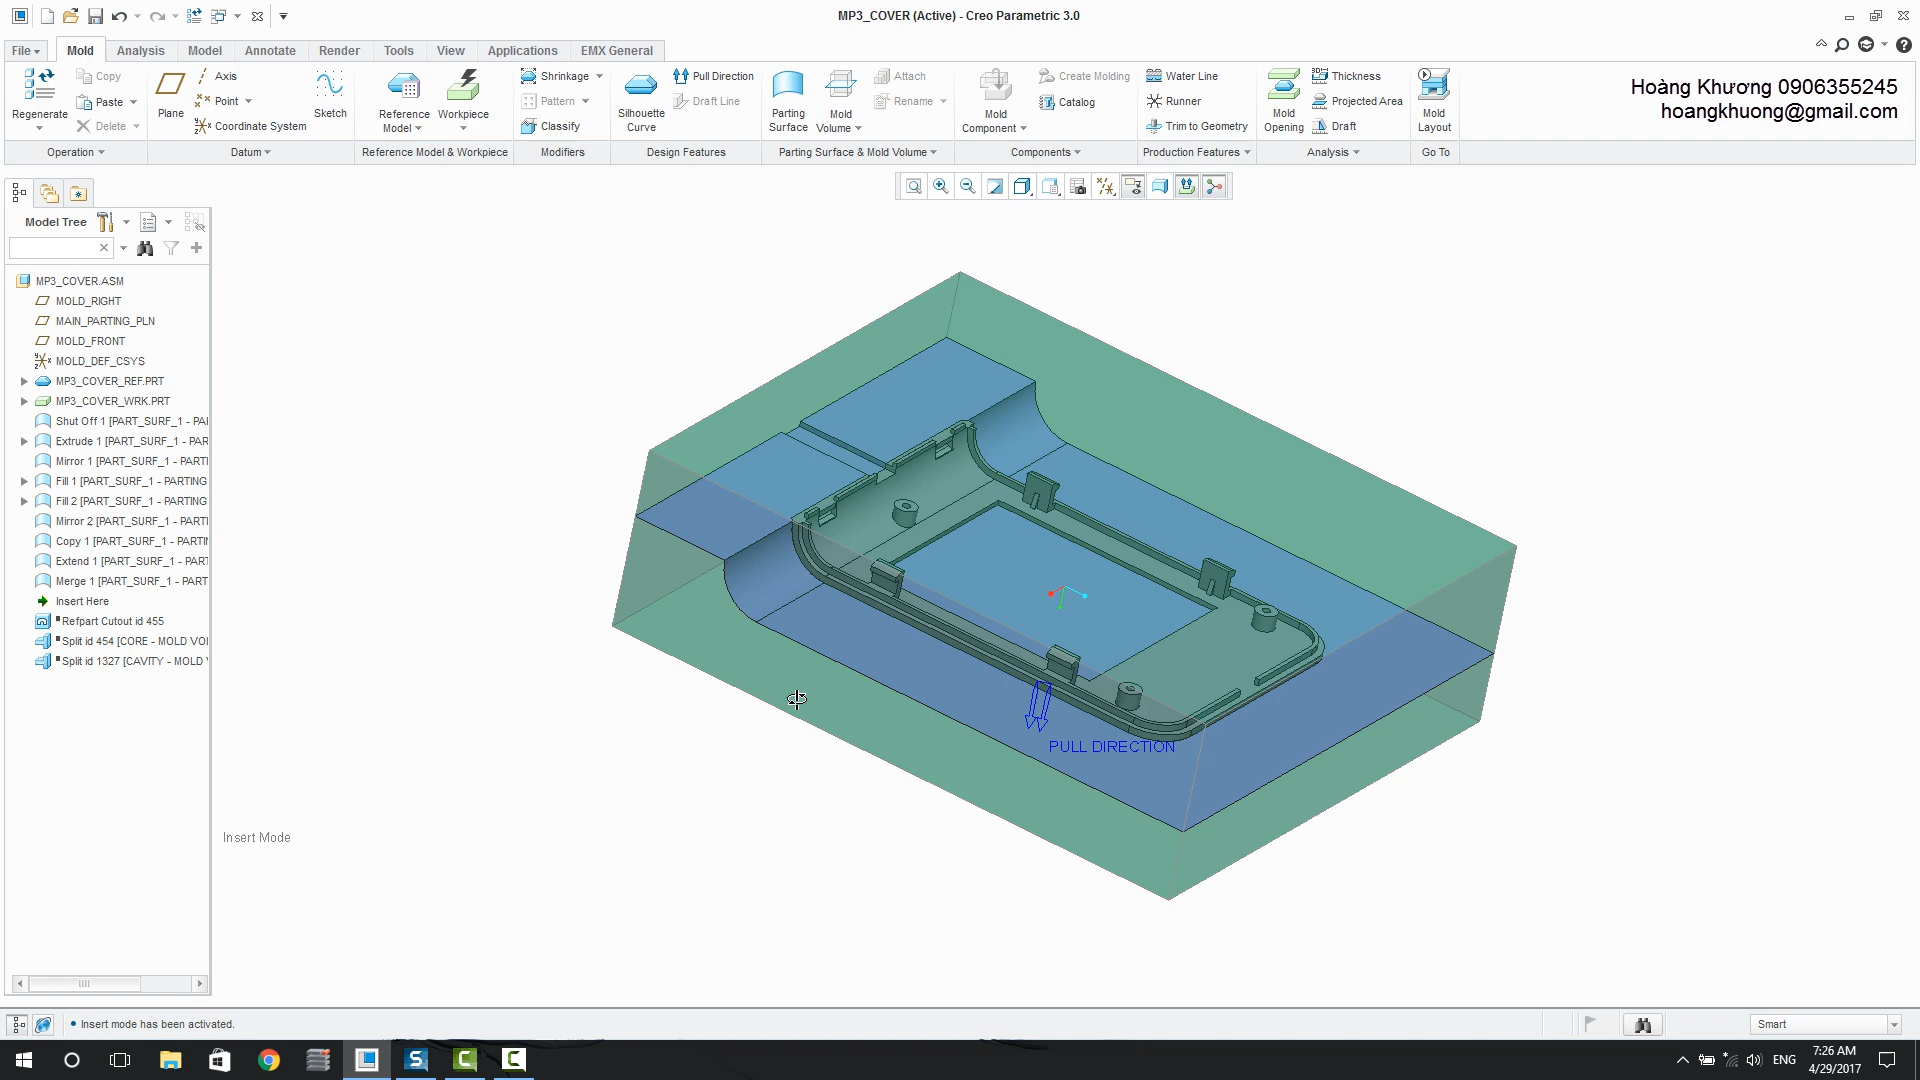 MP3_COVER (Active) - Creo Parametric 3.0
File
Mold
Analysis
Model
Annotate
Render
Tools
View
Applications
EMX General
Regenerate
Copy
Paste
Delete
Operation
Plane
Axis
Point
Coordinate System
Sketch
Datum
Reference Model
Workpiece
Reference Model & Workpiece
Shrinkage
Pattern
Classify
Modifiers
Silhouette Curve
Pull Direction
Draft Line
Design Features
Parting Surface
Mold Volume
Attach
Rename
Parting Surface & Mold Volume
Mold Component
Create Molding
Catalog
Components
Water Line
Runner
Trim to Geometry
Production Features
Mold Opening
Thickness
Projected Area
Draft
Analysis
Mold Layout
Go To
Hoàng Khương 0906355245
hoangkhuong@gmail.com
Model Tree
MP3_COVER.ASM
MOLD_RIGHT
MAIN_PARTING_PLN
MOLD_FRONT
MOLD_DEF_CSYS
MP3_COVER_REF.PRT
MP3_COVER_WRK.PRT
Shut Off 1 [PART_SURF_1 - PAI
Extrude 1 [PART_SURF_1 - PAR
Mirror 1 [PART_SURF_1 - PARTI
Fill 1 [PART_SURF_1 - PARTING
Fill 2 [PART_SURF_1 - PARTING
Mirror 2 [PART_SURF_1 - PARTI
Copy 1 [PART_SURF_1 - PARTIN
Extend 1 [PART_SURF_1 - PART
Merge 1 [PART_SURF_1 - PART
Insert Here
Refpart Cutout id 455
Split id 454 [CORE - MOLD VOI
Split id 1327 [CAVITY - MOLD
PULL DIRECTION
Insert Mode
• Insert mode has been activated.
Smart
ENG
7:26 AM
4/29/2017